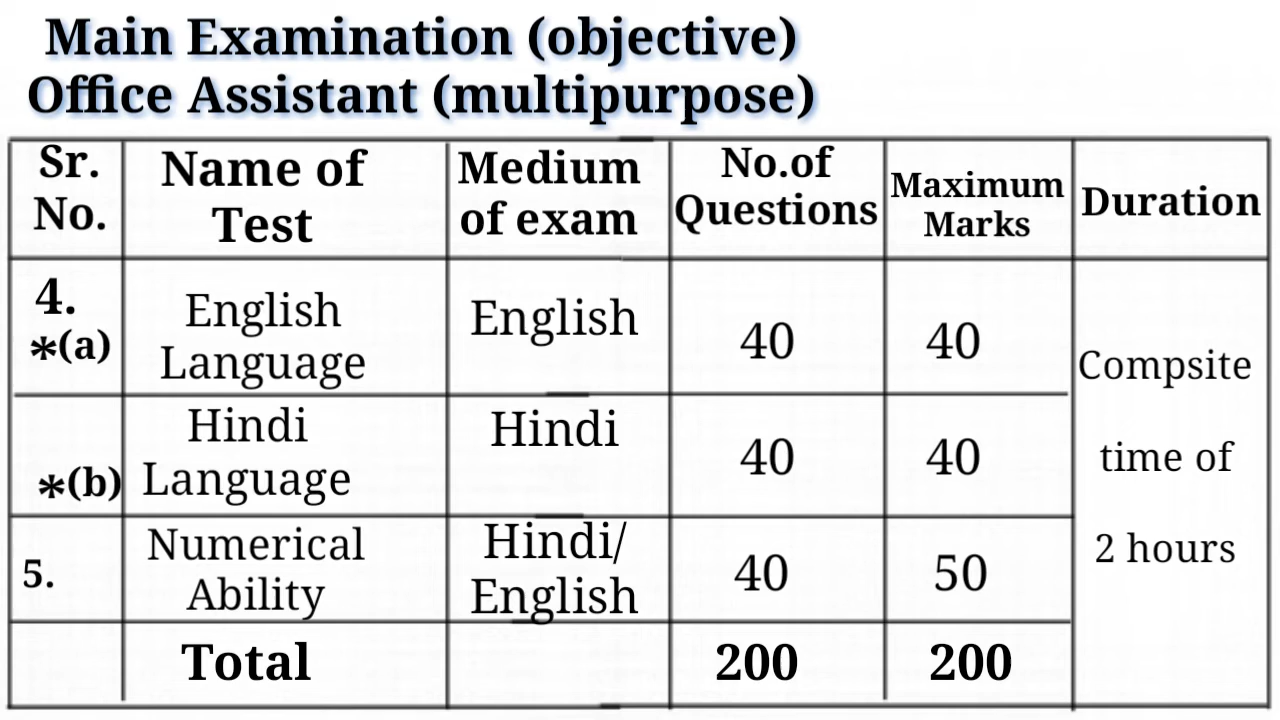 Main Examination (objective)
Office Assistant (multipurpose)
Sr. No. Name of Test Medium of exam No.of Questions Maximum Marks Duration
4. *(a) English Language English 40 40 Compsite time of 2 hours
*(b) Hindi Language Hindi 40 40
5. Numerical Ability Hindi/ English 40 50
Total 200 200